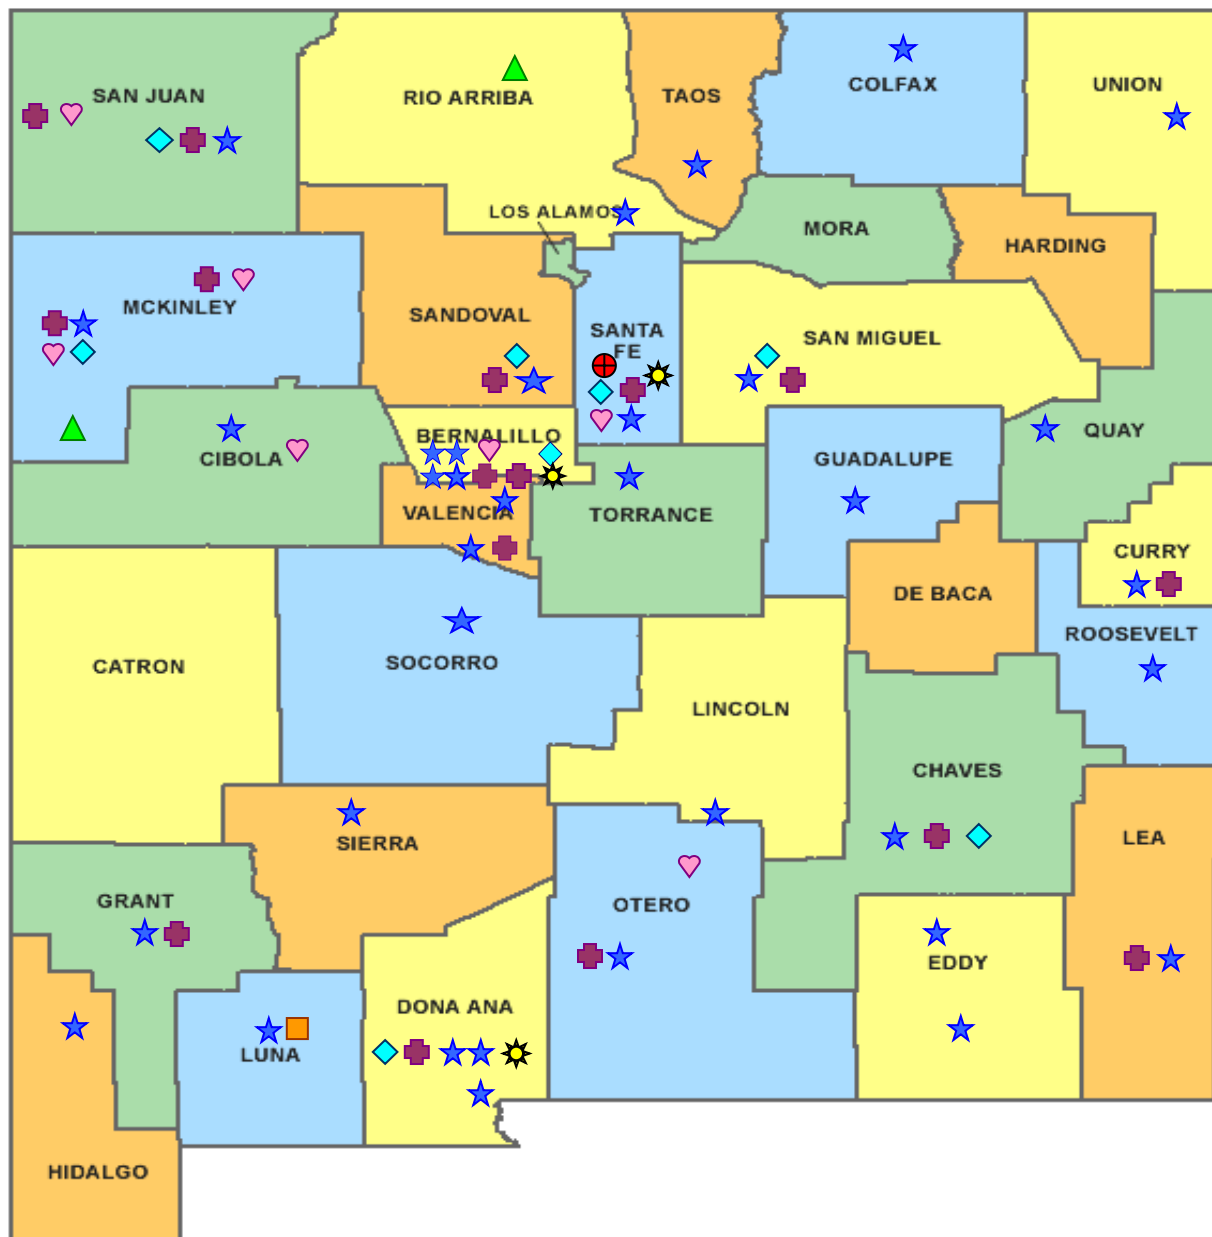 SAN JUAN
RIO ARRIBA
TAOS
COLFAX
UNION
LOS ALAMOS
MORA
HARDING
MCKINLEY
SANDOVAL
SANTA
FE
SAN MIGUEL
BERNALILLO
CIBOLA
GUADALUPE
QUAY
VALENCIA
TORRANCE
CURRY
DE BACA
ROOSEVELT
CATRON
SOCORRO
LINCOLN
CHAVES
SIERRA
LEA
GRANT
OTERO
EDDY
DONA ANA
LUNA
HIDALGO